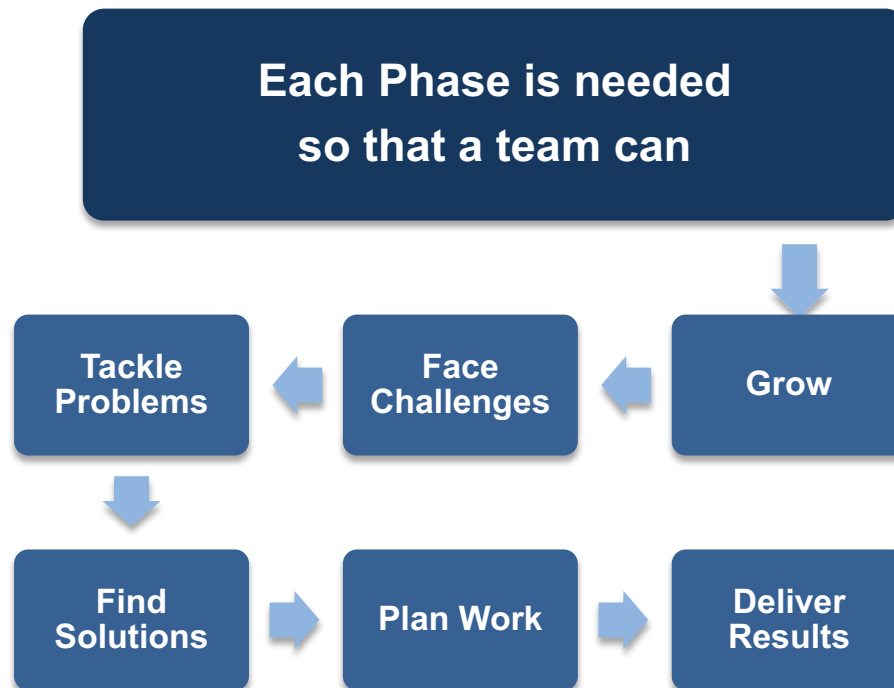 Each Phase is needed
so that a team can
Grow
Face
Challenges
Tackle
Problems
Find
Solutions
Plan Work
Deliver
Results